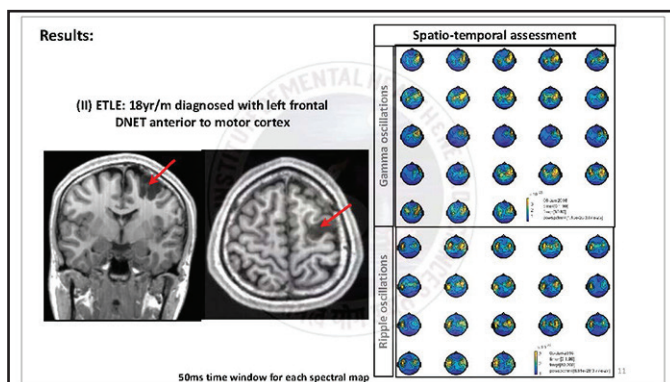 Results:
(II) ETLE: 18yr/m diagnosed with left frontal
DNET anterior to motor cortex
50ms time window for each spectral map
Spatio-temporal assessment
Gamma oscillations
Ripple oscillations
11